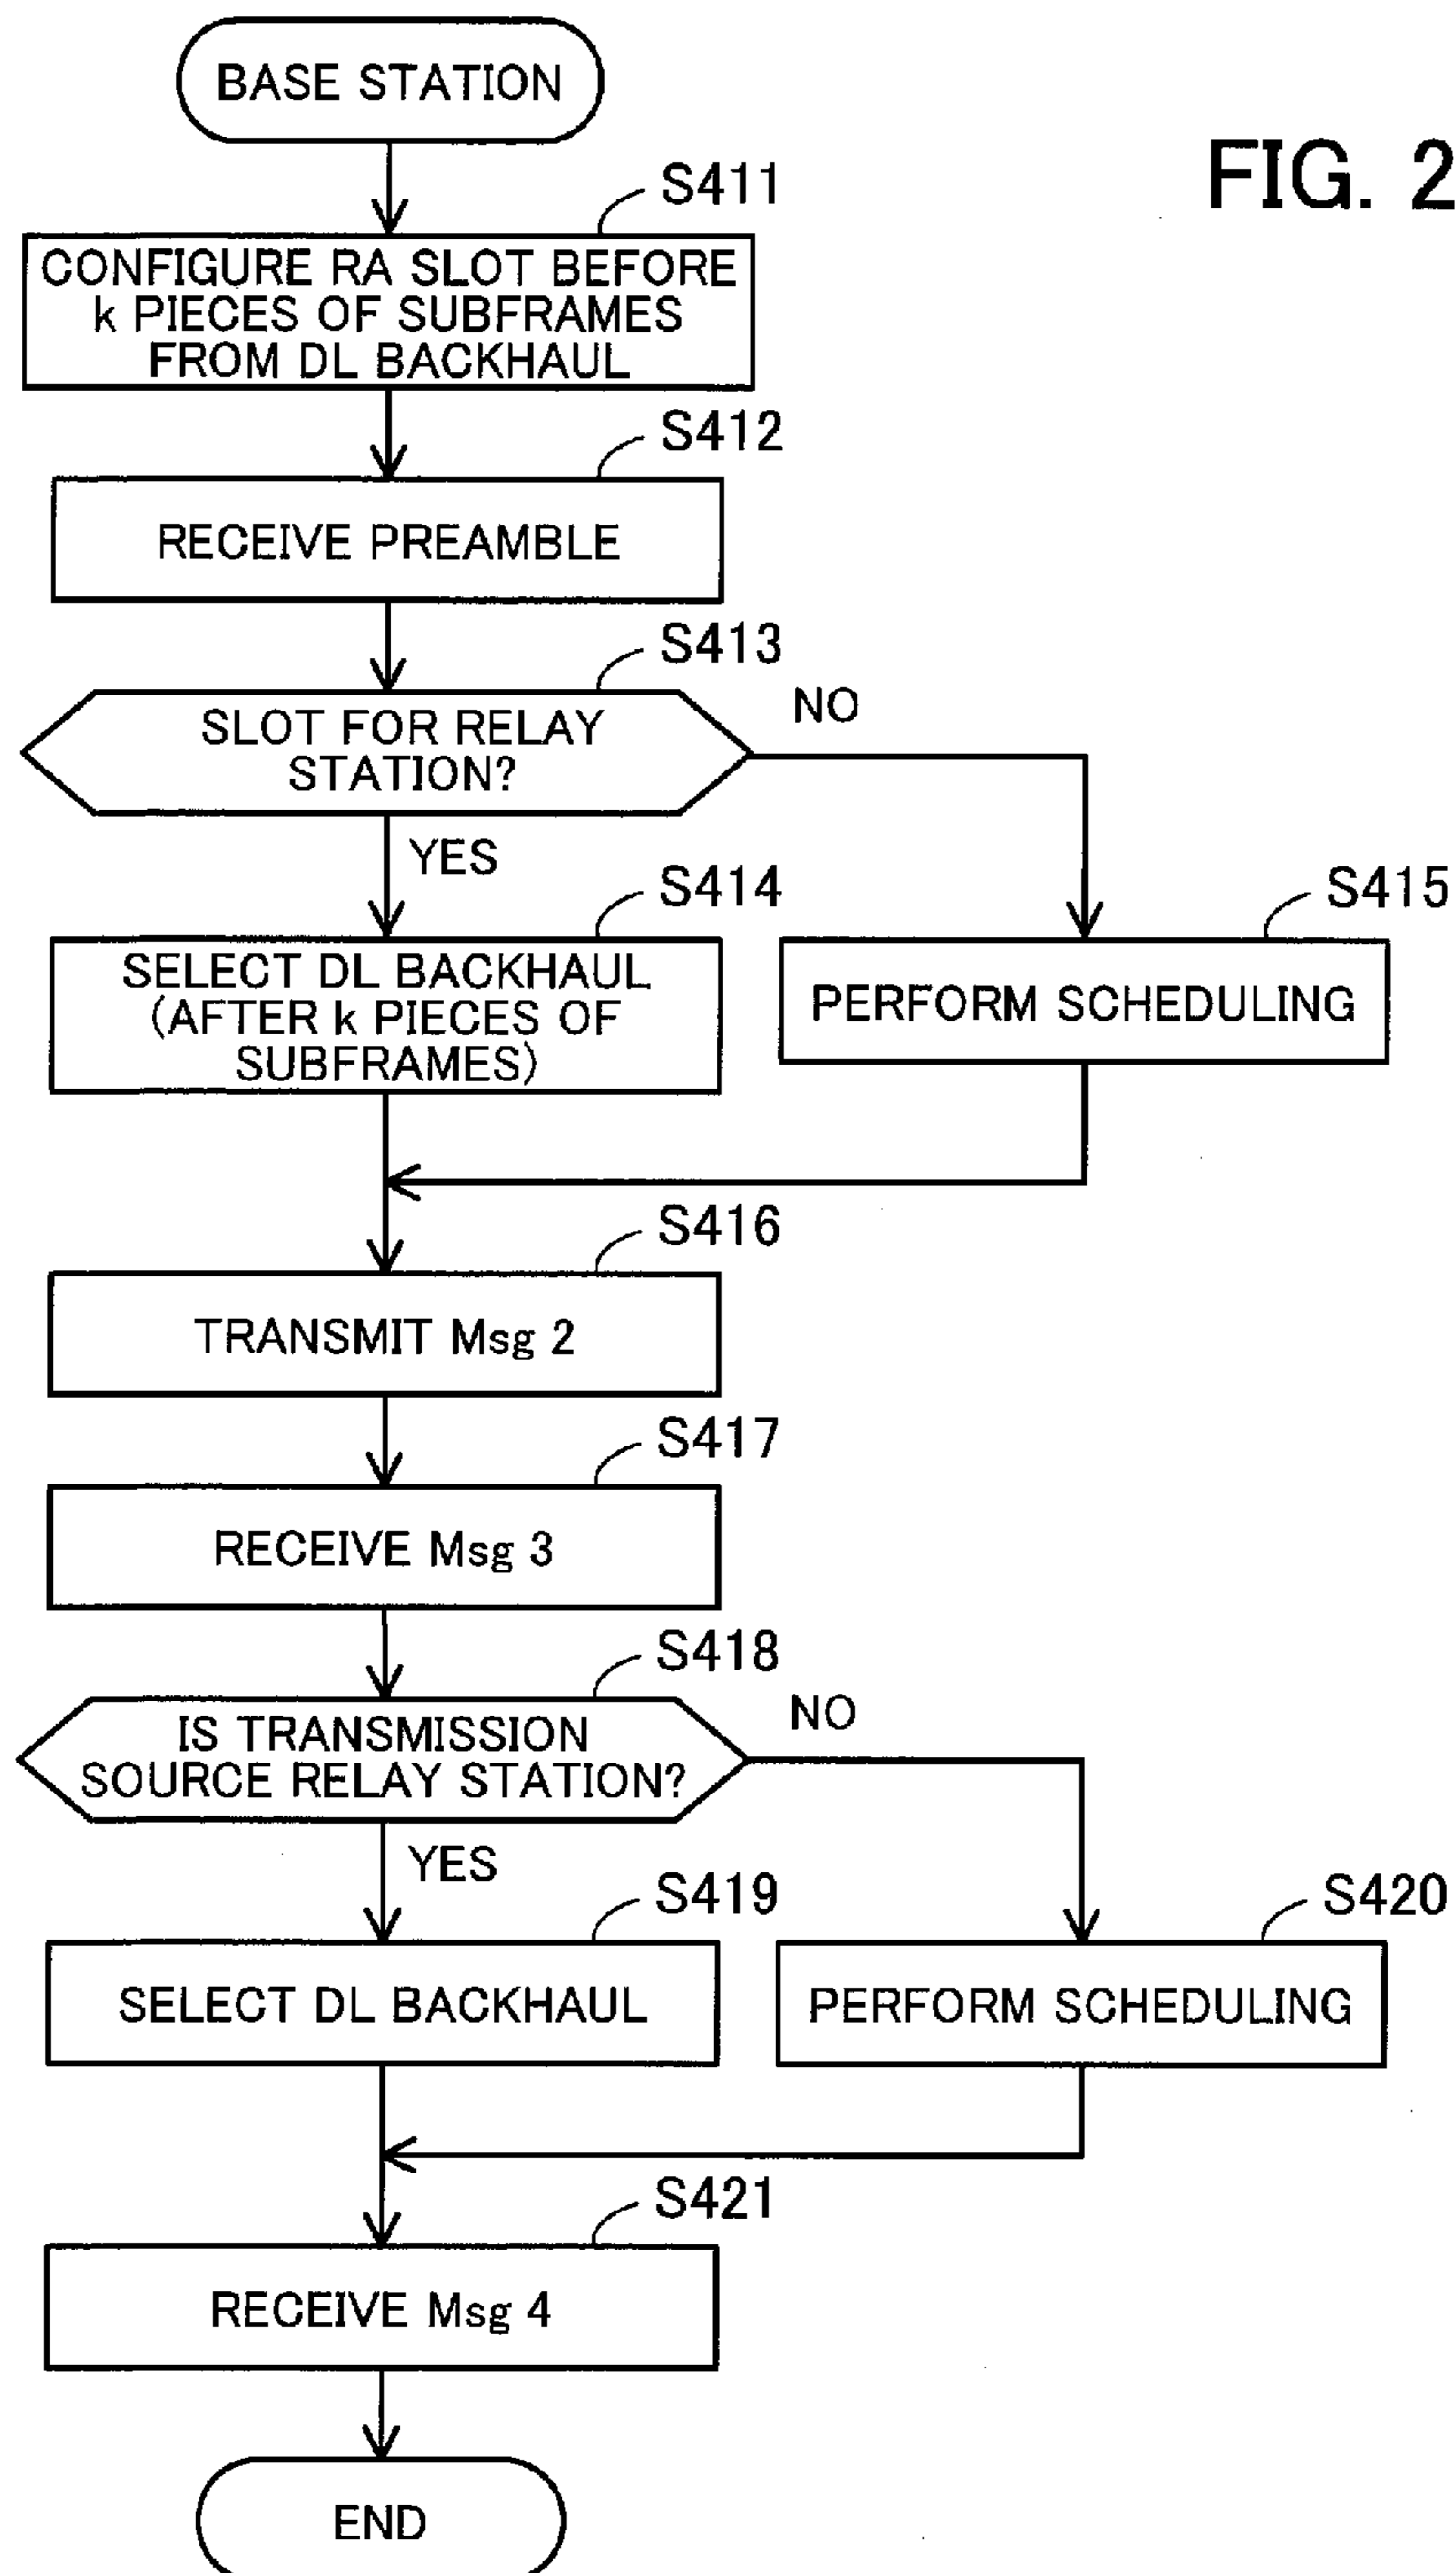 BASE STATION
FIG. 2
S411
CONFIGURE RA SLOT BEFORE
k PIECES OF SUBFRAMES
FROM DL BACKHAUL
S412
RECEIVE PREAMBLE
S413
SLOT FOR RELAY
STATION?
NO
YES
S414
S415
SELECT DL BACKHAUL
(AFTER k PIECES OF
SUBFRAMES)
PERFORM SCHEDULING
S416
TRANSMIT Msg 2
S417
RECEIVE Msg 3
S418
IS TRANSMISSION
SOURCE RELAY STATION?
NO
YES
S419
S420
SELECT DL BACKHAUL
PERFORM SCHEDULING
S421
RECEIVE Msg 4
END